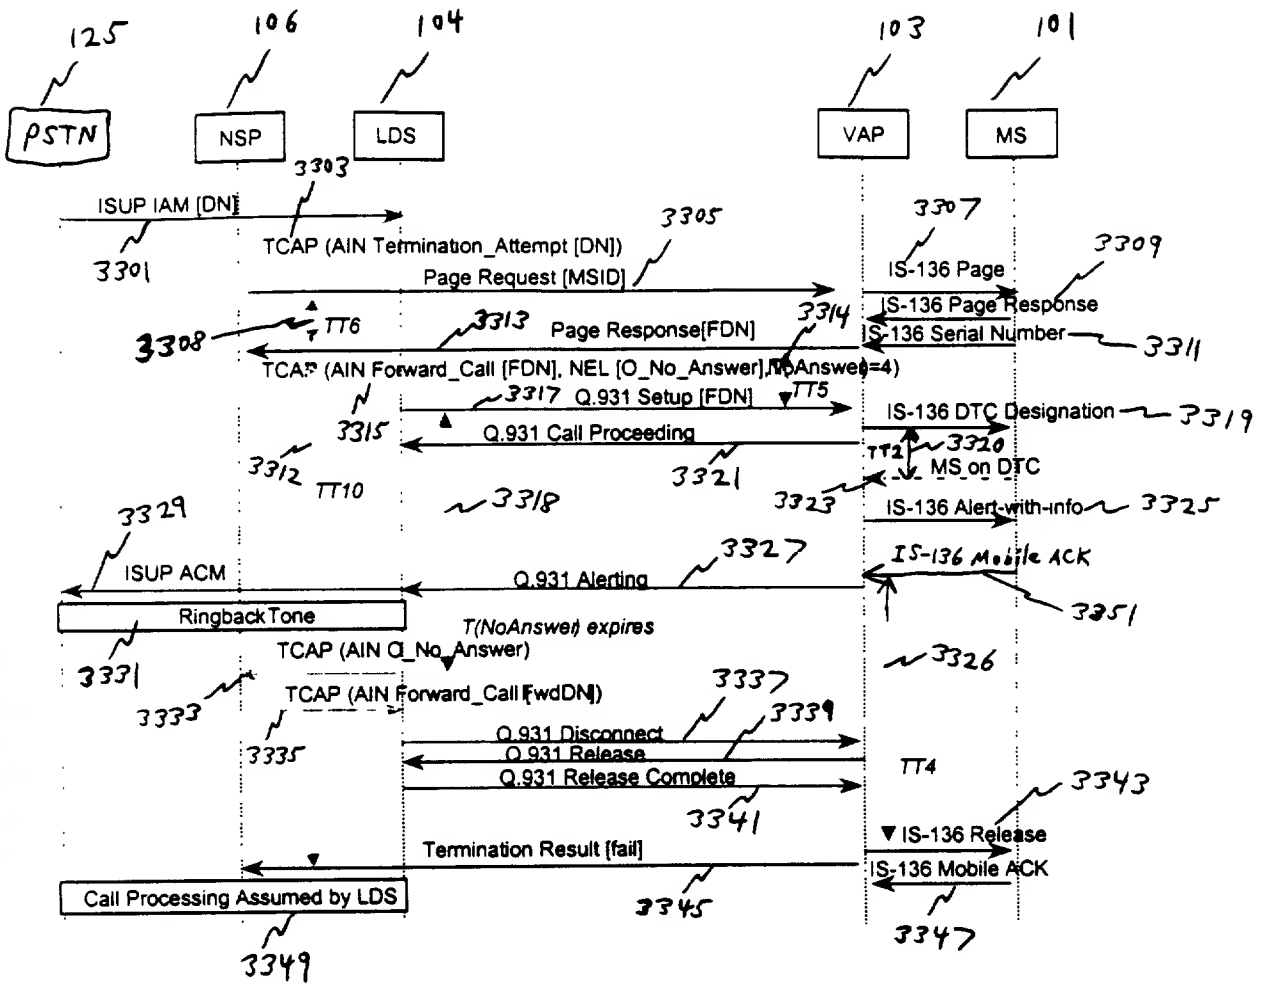 125 106 104 103 101
PSTN NSP LDS VAP MS
3303
ISUP IAM [DN]
3301
TCAP (AIN Termination_Attempt [DN])
3305
3307
3309
Page Request [MSID]
IS-136 Page
IS-136 Page Response
3308
TT6
3313
Page Response[FDN]
3314
IS-136 Serial Number
3311
TCAP (AIN Forward_Call [FDN], NEL [O_No_Answer],NoAnswer=4)
3315
3317
Q.931 Setup [FDN]
TT5
IS-136 DTC Designation
3319
Q.931 Call Proceeding
3321
TT2
3320
3312
TT10
MS on DTC
3323
3318
3329
IS-136 Alert-with-info
3325
ISUP ACM
3327
Q.931 Alerting
IS-136 Mobile ACK
3351
Ringback Tone
3331
T(NoAnswer) expires
TCAP (AIN O_No_Answer)
3333
3326
TCAP (AIN Forward_Call [FwdDN])
3335
3337
3339
Q.931 Disconnect
Q.931 Release
TT4
Q.931 Release Complete
3341
3343
IS-136 Release
Termination Result [fail]
3345
IS-136 Mobile ACK
3347
Call Processing Assumed by LDS
3349